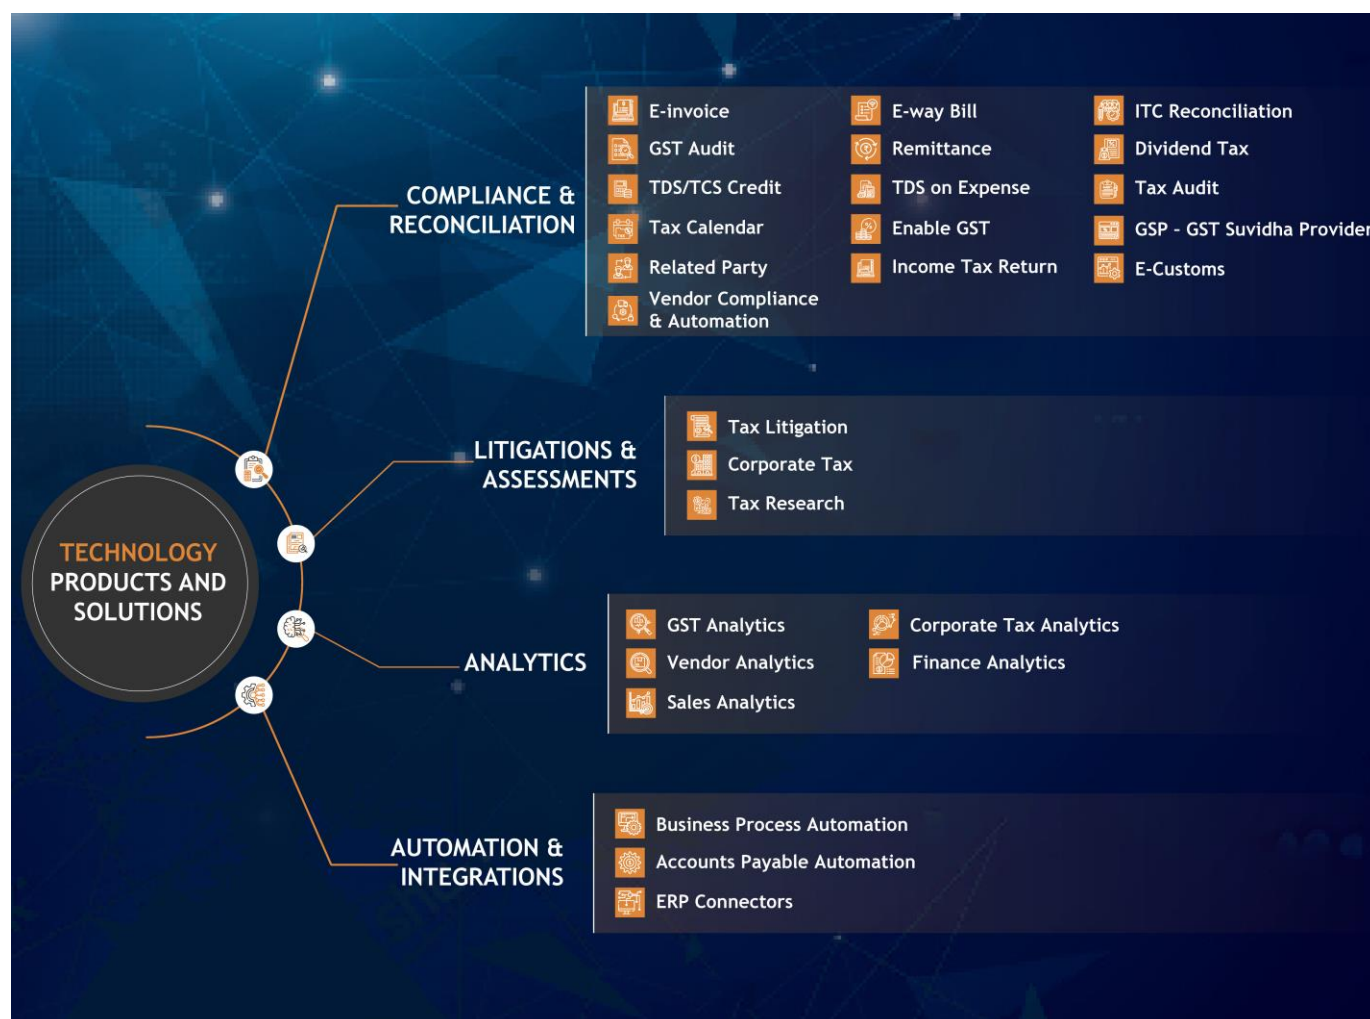 TECHNOLOGY
PRODUCTS AND
SOLUTIONS
COMPLIANCE &
RECONCILIATION
E-invoice
E-way Bill
ITC Reconciliation
GST Audit
Remittance
Dividend Tax
TDS/TCS Credit
TDS on Expense
Tax Audit
Tax Calendar
Enable GST
GSP – GST Suvidha Provider
Related Party
Income Tax Return
E-Customs
Vendor Compliance
& Automation
LITIGATIONS &
ASSESSMENTS
Tax Litigation
Corporate Tax
Tax Research
ANALYTICS
GST Analytics
Corporate Tax Analytics
Vendor Analytics
Finance Analytics
Sales Analytics
AUTOMATION &
INTEGRATIONS
Business Process Automation
Accounts Payable Automation
ERP Connectors